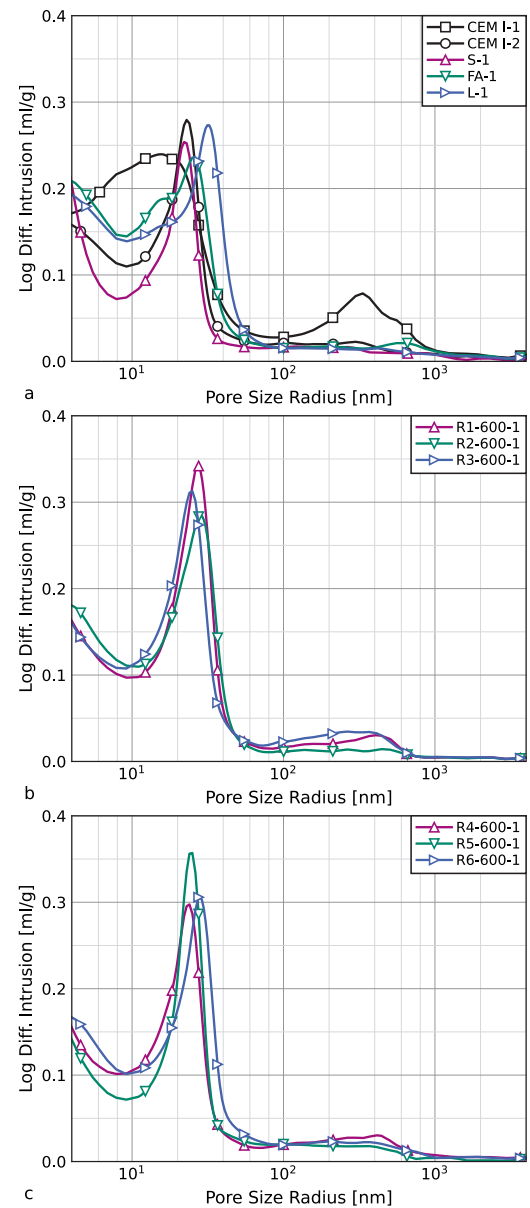 CEM I-1
CEM I-2
S-1
FA-1
L-1
0.4
0.3
0.2
0.1
0.0
Log Diff. Intrusion [ml/g]
10¹ 10² 10³
Pore Size Radius [nm]
a
R1-600-1
R2-600-1
R3-600-1
0.4
0.3
0.2
0.1
0.0
Log Diff. Intrusion [ml/g]
10¹ 10² 10³
Pore Size Radius [nm]
b
R4-600-1
R5-600-1
R6-600-1
0.4
0.3
0.2
0.1
0.0
Log Diff. Intrusion [ml/g]
10¹ 10² 10³
Pore Size Radius [nm]
c